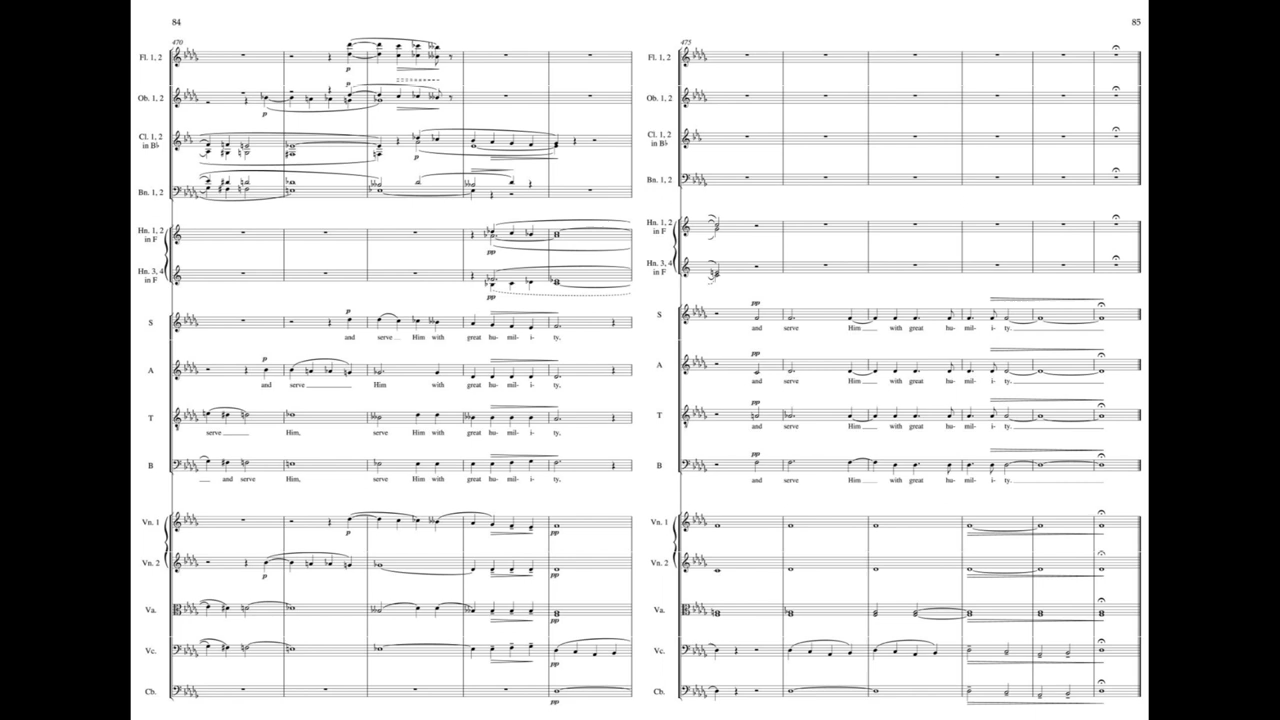 84
470
Fl. 1, 2
p
Ob. 1, 2
p
p
Cl. 1, 2
in B♭
p
Bn. 1, 2
Hn. 1, 2
in F
pp
Hn. 3, 4
in F
pp
S
p
and serve Him with great hu- mil- i- ty,
A
p
and serve Him with great hu- mil- i- ty,
T
serve Him, serve Him with great hu- mil- i- ty,
B
and serve Him, serve Him with great hu- mil- i- ty,
Vn. 1
p
pp
Vn. 2
p
pp
Va.
pp
Vc.
pp
Cb.
pp
85
475
Fl. 1, 2
Ob. 1, 2
Cl. 1, 2
in B♭
Bn. 1, 2
Hn. 1, 2
in F
Hn. 3, 4
in F
S
pp
and serve Him with great hu- mil- i- ty.
A
pp
and serve Him with great hu- mil- i- ty.
T
pp
and serve Him with great hu- mil- i- ty.
B
pp
and serve Him with great hu- mil- i- ty.
Vn. 1
Vn. 2
Va.
Vc.
Cb.